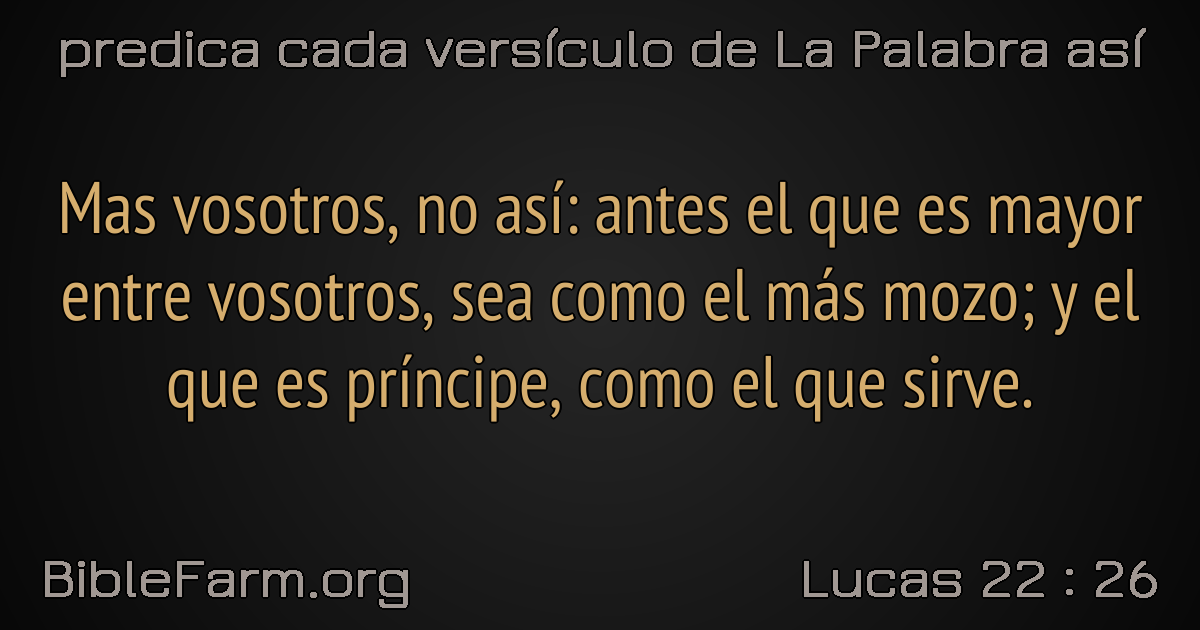 predica cada versículo de La Palabra así
Mas vosotros, no así: antes el que es mayor
entre vosotros, sea como el más mozo; y el
que es príncipe, como el que sirve.
BibleFarm.org
Lucas 22 : 26